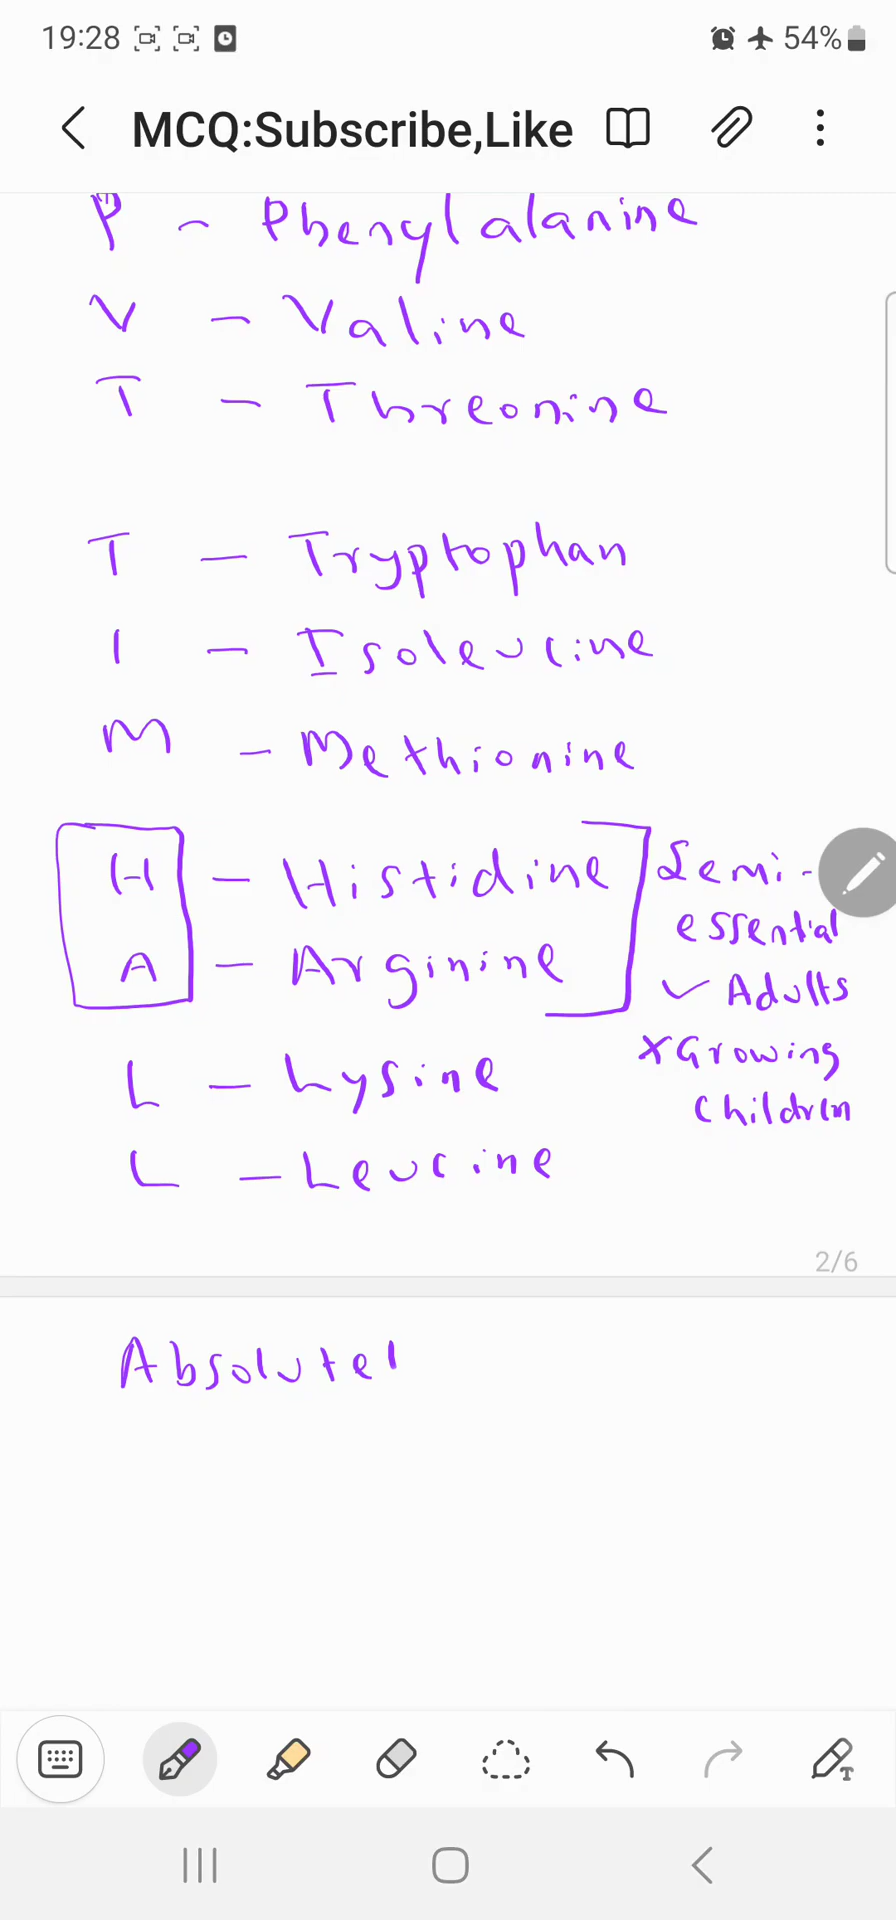 19:28 54%
MCQ:Subscribe,Like
P - Phenylalanine
V - Valine
T - Threonine
T - Tryptophan
I - Isoleucine
M - Methionine
H - Histidine
A - Arginine
Semi-
essential
✓ Adults
x Growing
children
L - Lysine
L - Leucine
2/6
Absolutel